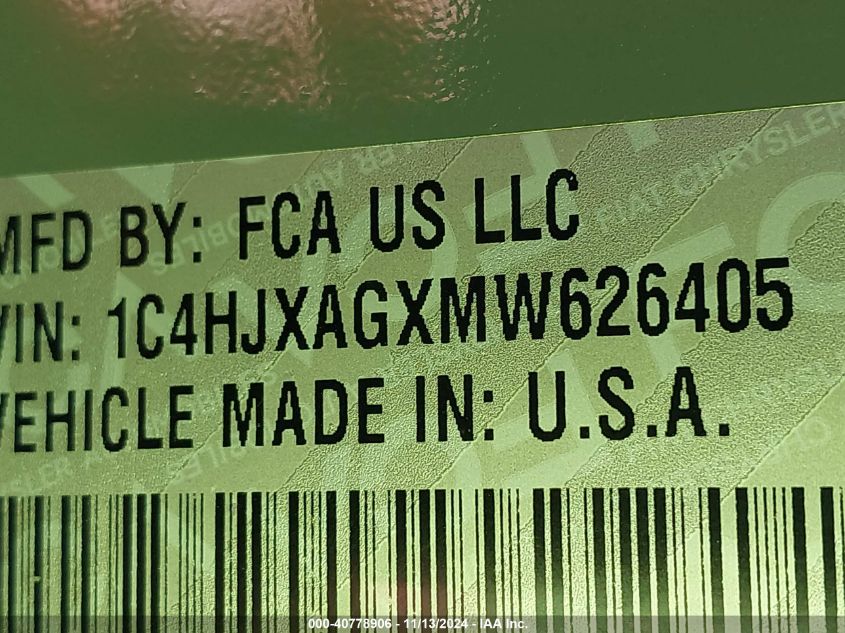 MFD BY: FCA US LLC
VIN: 1C4HJXAGXMW626405
VEHICLE MADE IN: U.S.A.
000-40778906 - 11/13/2024 - IAA Inc.